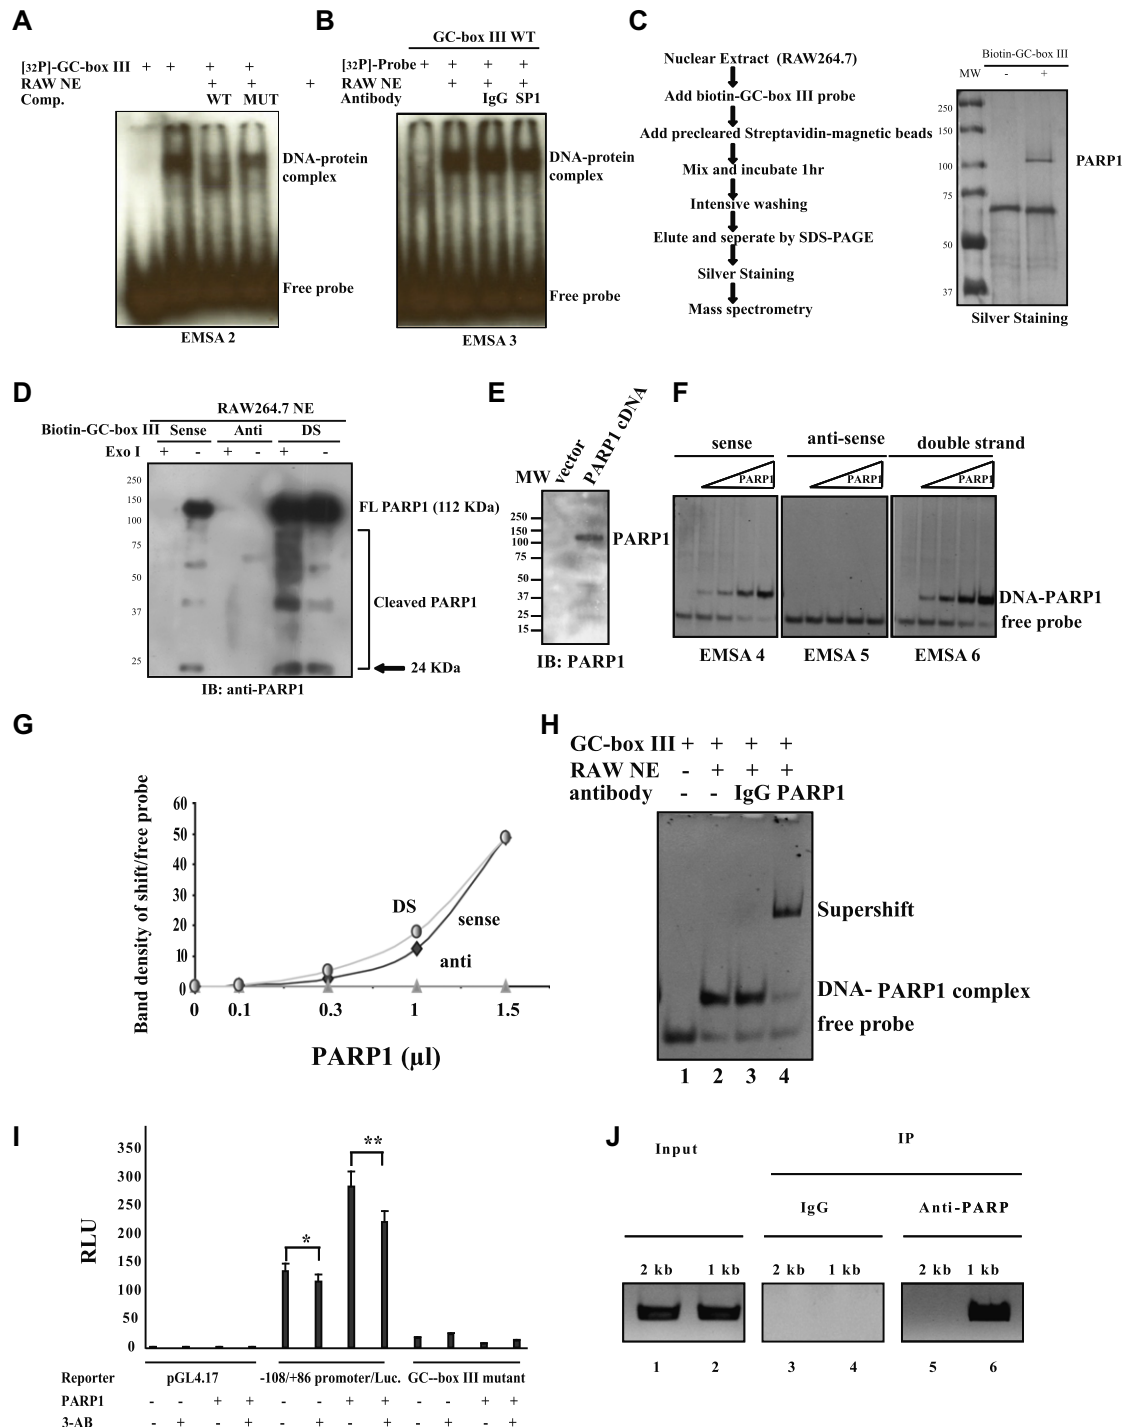 A
[32P]-GC-box III + + + +
RAW NE + + +
Comp. WT MUT
DNA-protein
complex
Free probe
EMSA 2
B
GC-box III WT
[32P]-Probe + + + +
RAW NE + + +
Antibody IgG SP1
DNA-protein
complex
Free probe
EMSA 3
C
Nuclear Extract (RAW264.7)
Add biotin-GC-box III probe
Add precleared Streptavidin-magnetic beads
Mix and incubate 1hr
Intensive washing
Elute and seperate by SDS-PAGE
Silver Staining
Mass spectrometry
Biotin-GC-box III
MW - +
250
150
100
75
50
37
PARP1
Silver Staining
D
RAW264.7 NE
Biotin-GC-box III Sense Anti DS
Exo I + - + - + -
250
150
100
75
50
37
25
FL PARP1 (112 KDa)
Cleaved PARP1
24 KDa
IB: anti-PARP1
E
MW vector PARP1 cDNA
250
150
100
75
50
37
25
15
PARP1
IB: PARP1
F
sense anti-sense double strand
PARP1 PARP1 PARP1
DNA-PARP1
free probe
EMSA 4 EMSA 5 EMSA 6
G
Band density of shift/free probe
60
50
40
30
20
10
0
DS
sense
anti
0 0.1 0.3 1 1.5
PARP1 (µl)
H
GC-box III + + + +
RAW NE - + + +
antibody - - IgG PARP1
Supershift
DNA- PARP1 complex
free probe
1 2 3 4
I
RLU
350
300
250
200
150
100
50
0
*
**
Reporter pGL4.17 -108/+86 promoter/Luc. GC--box III mutant
PARP1 - - + + - - + + - - + +
3-AB - + - + - + - + - + - +
J
Input
IP
IgG Anti-PARP
2 kb 1 kb 2 kb 1 kb 2 kb 1 kb
1 2 3 4 5 6